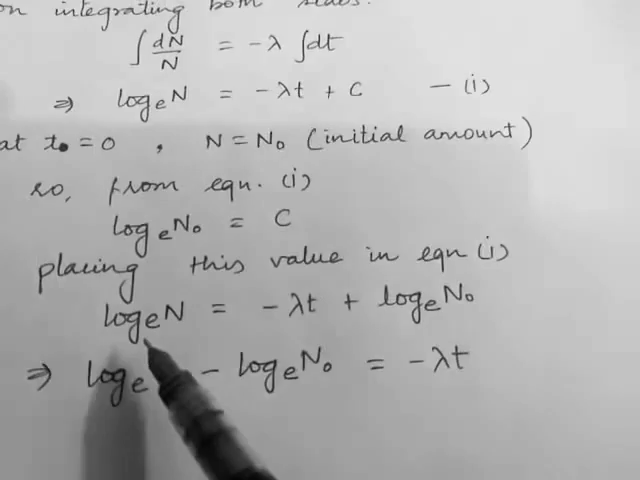 on integrating both sides.
∫ dN/N = -λ ∫dt
⇒ logₑN = -λt + C - (i)
at t₀ = 0 , N = N₀ (initial amount)
so, from eqn. (i)
logₑN₀ = C
placing this value in eqn (i)
logₑN = -λt + logₑN₀
⇒ logₑ - logₑN₀ = -λt